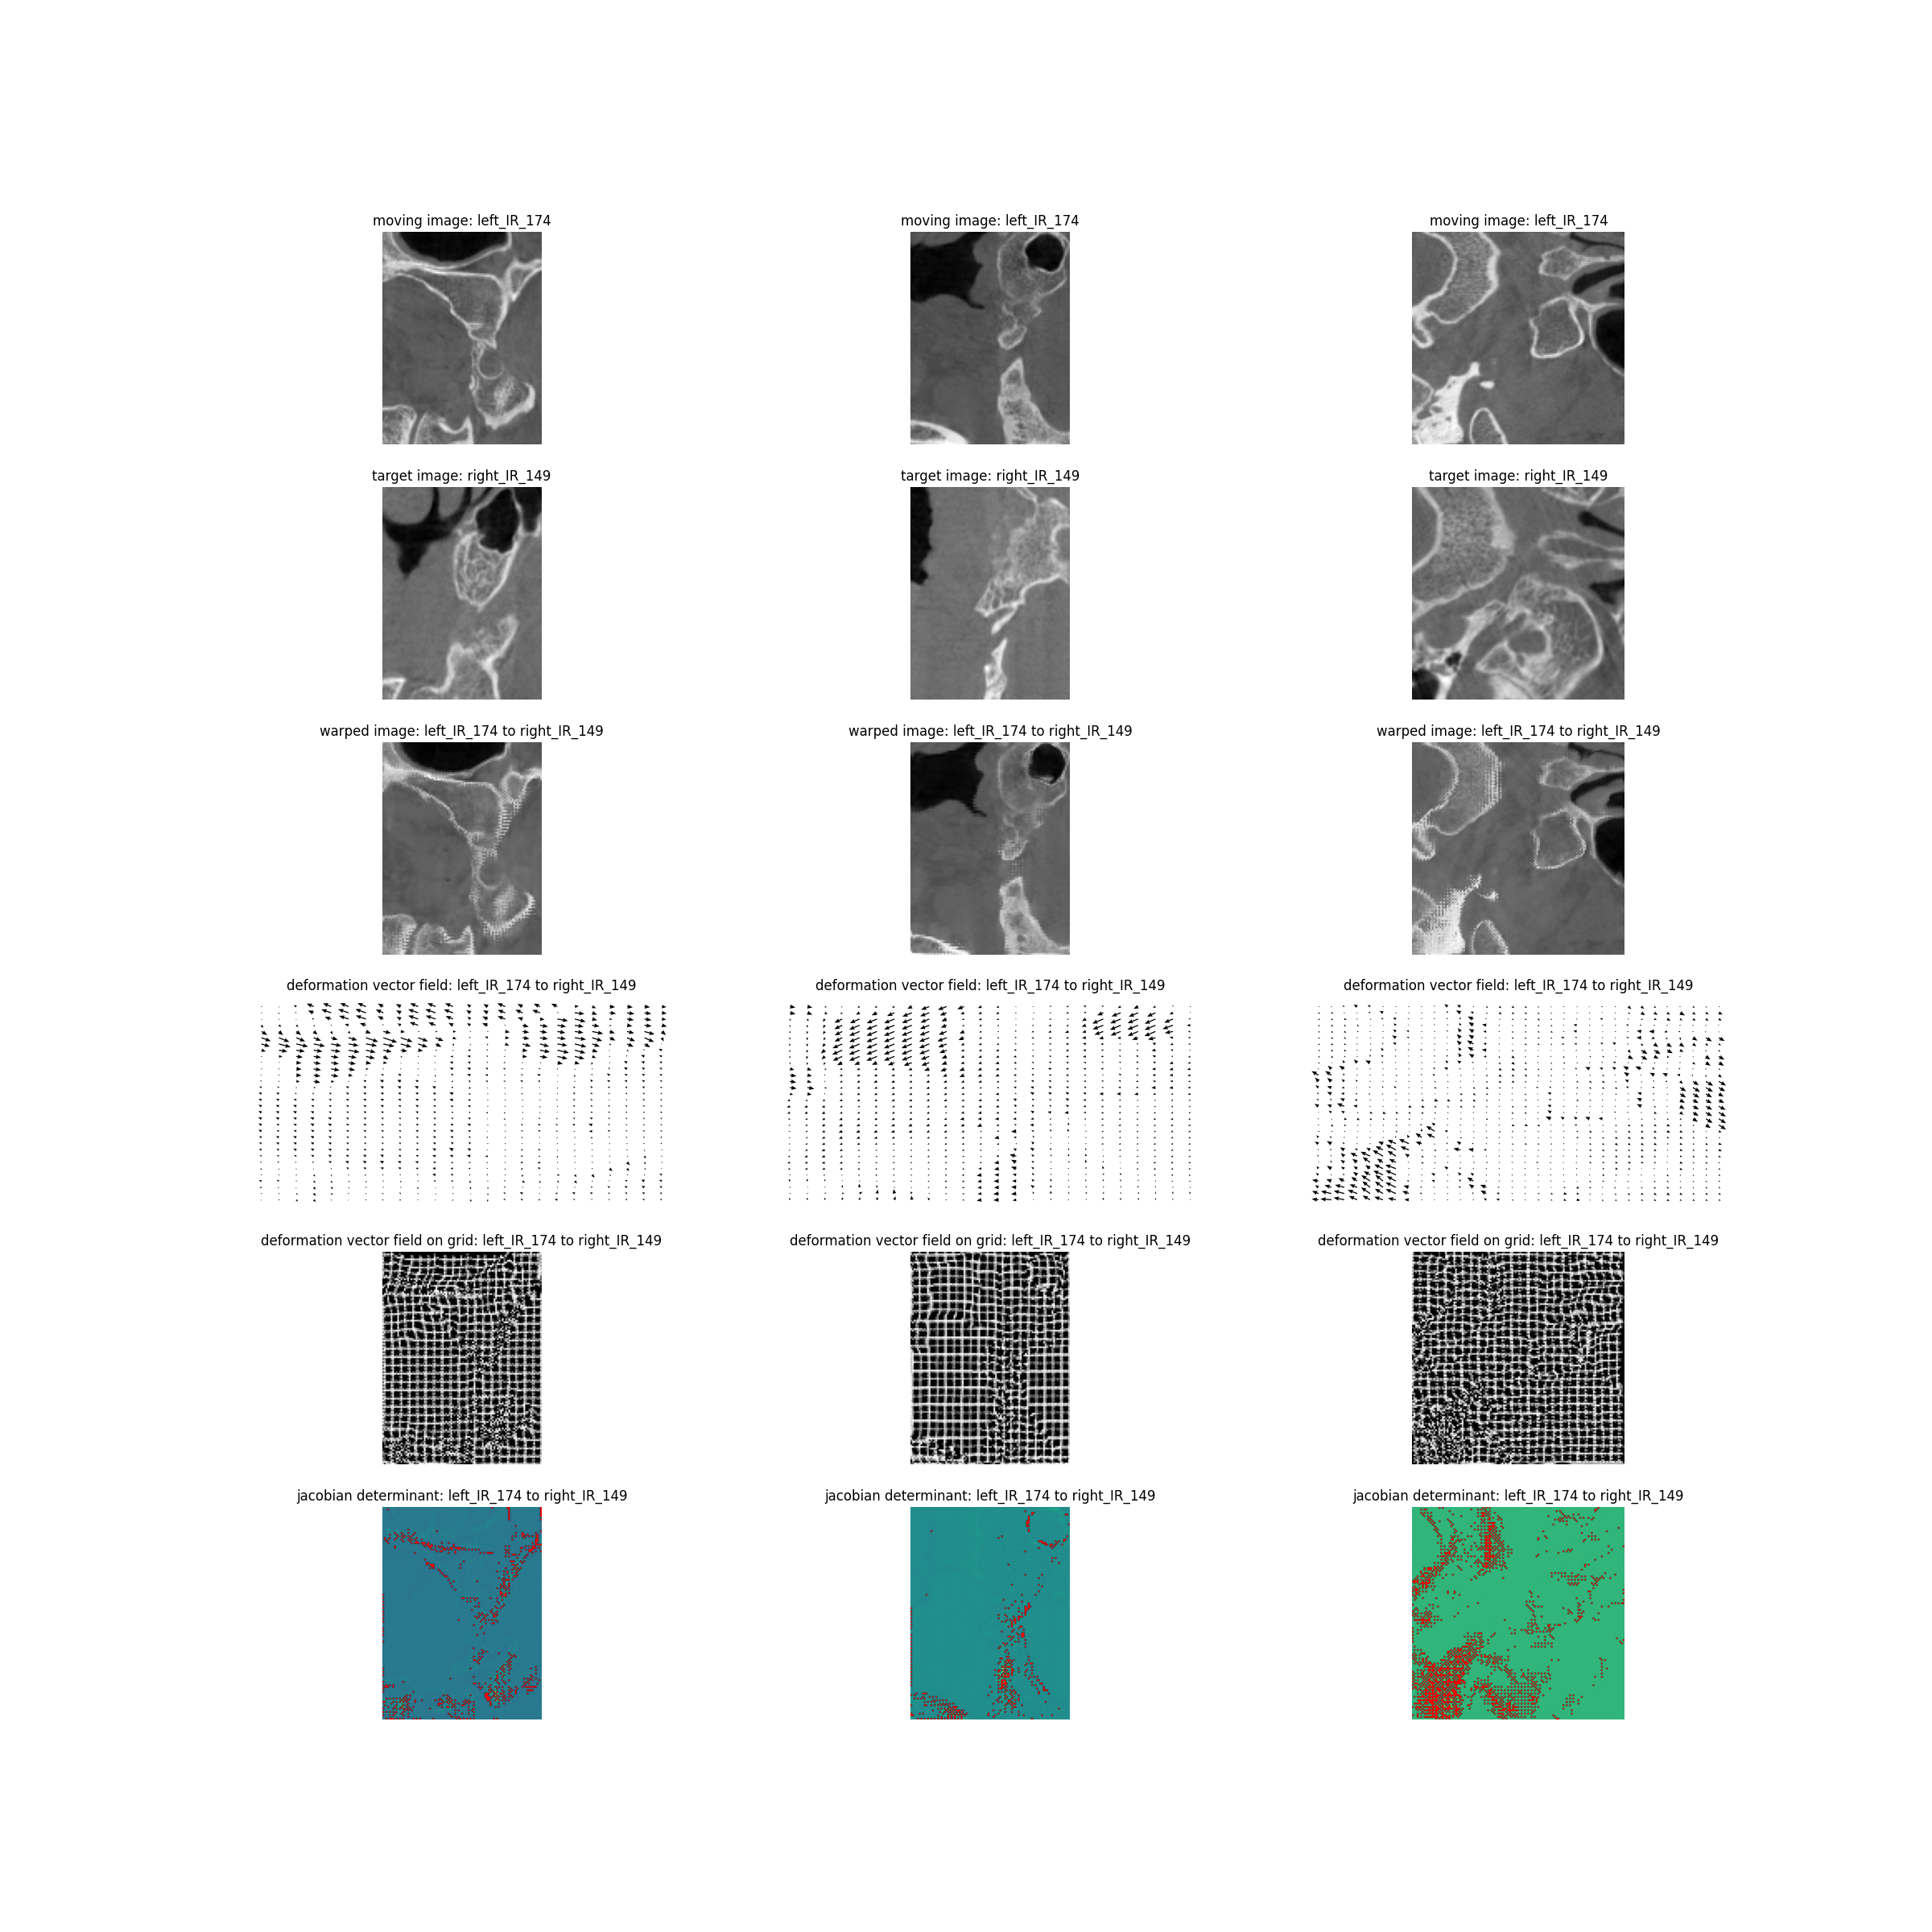 moving image: left_IR_174
moving image: left_IR_174
moving image: left_IR_174
target image: right_IR_149
target image: right_IR_149
target image: right_IR_149
warped image: left_IR_174 to right_IR_149
warped image: left_IR_174 to right_IR_149
warped image: left_IR_174 to right_IR_149
deformation vector field: left_IR_174 to right_IR_149
deformation vector field: left_IR_174 to right_IR_149
deformation vector field: left_IR_174 to right_IR_149
deformation vector field on grid: left_IR_174 to right_IR_149
deformation vector field on grid: left_IR_174 to right_IR_149
deformation vector field on grid: left_IR_174 to right_IR_149
jacobian determinant: left_IR_174 to right_IR_149
jacobian determinant: left_IR_174 to right_IR_149
jacobian determinant: left_IR_174 to right_IR_149